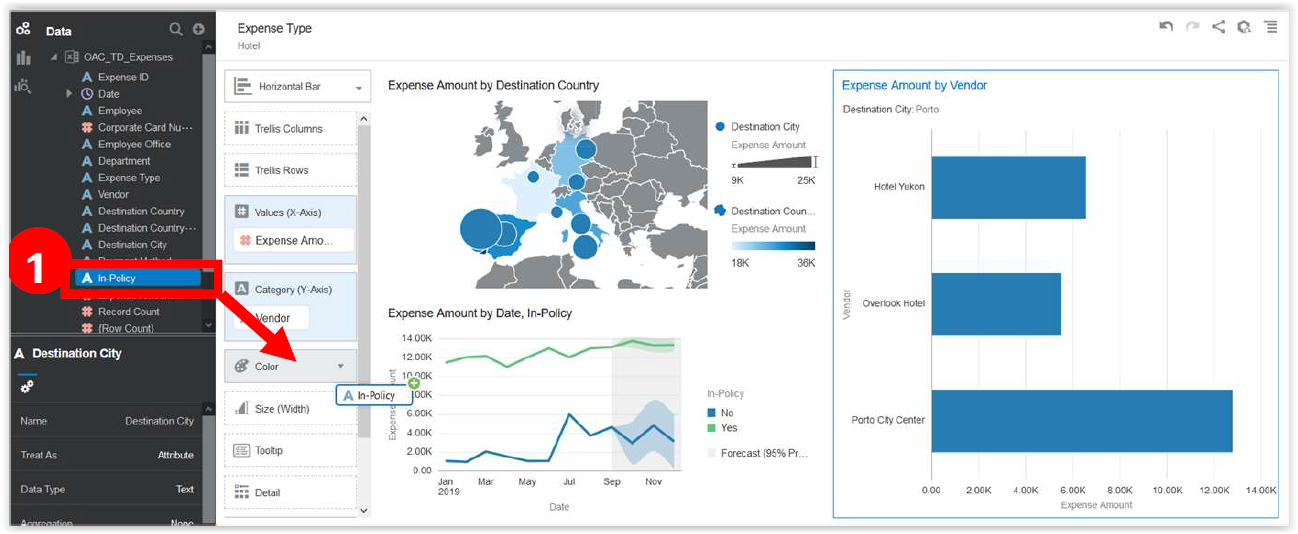 Data
OAC_TD_Expenses
Expense ID
Date
Employee
Corporate Card Nu...
Employee Office
Department
Expense Type
Vendor
Destination Country
Destination Country...
Destination City
1
In-Policy
Record Count
{Row Count}
Destination City
Name Destination City
Treat As Attribute
Data Type Text
Aggregation None
Expense Type
Hotel
Horizontal Bar
Trellis Columns
Trellis Rows
Values (X-Axis)
Expense Amo...
Category (Y-Axis)
Vendor
Color
In-Policy
Size (Width)
Tooltip
Detail
Expense Amount by Destination Country
Destination City
Expense Amount
9K 25K
Destination Coun...
Expense Amount
18K 36K
Expense Amount by Date, In-Policy
14.00K
12.00K
10.00K
6.00K
4.00K
2.00K
0.00
Jan Mar May Jul Sep Nov
2019
Date
In-Policy
No
Yes
Forecast (95% Pr...
Expense Amount by Vendor
Destination City: Porto
Vendor
Hotel Yukon
Overlook Hotel
Porto City Center
0.00 2.00K 4.00K 6.00K 8.00K 10.00K 12.00K 14.00K
Expense Amount